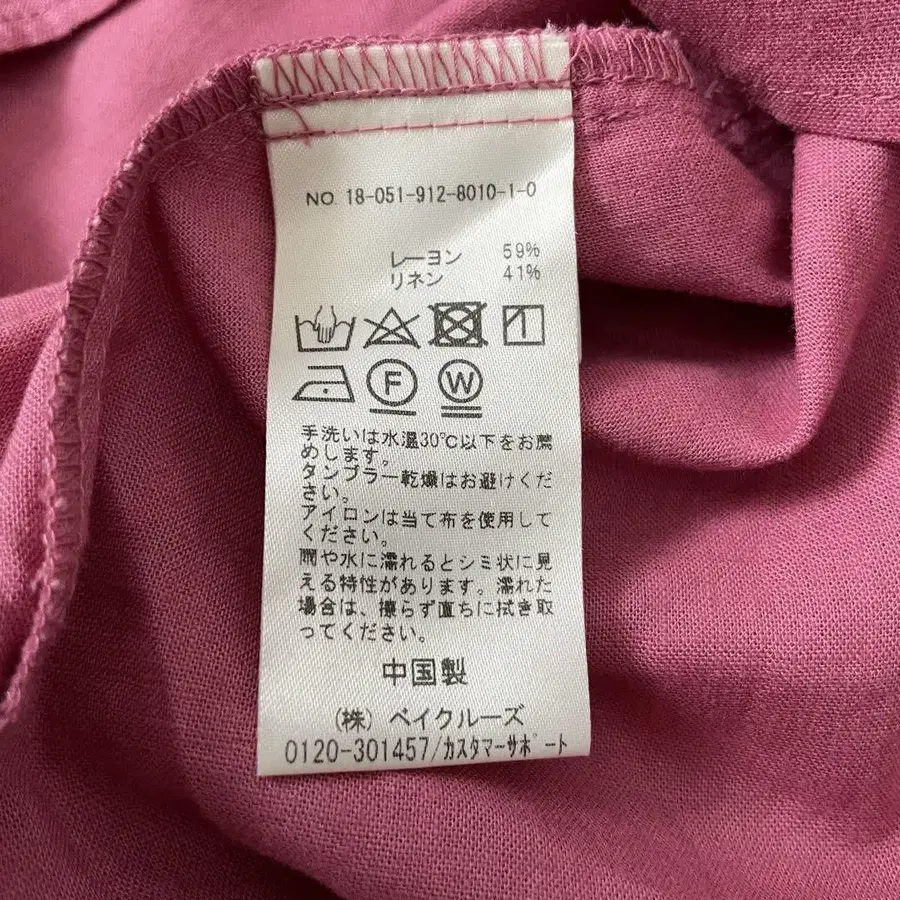 NO. 18-051-912-8010-1-0
レーヨン 59%
リネン 41%
F W
手洗いは水温30℃以下をお薦
めします。
タンブラー乾燥はお避けくだ
さい。
アイロンは当て布を使用して
ください。
雨や水に濡れるとシミ状に見
える特性があります。濡れた
場合は、擦らず直ちに拭き取
ってください。
中国製
(株) ベイクルーズ
0120-301457/カスタマーサポート